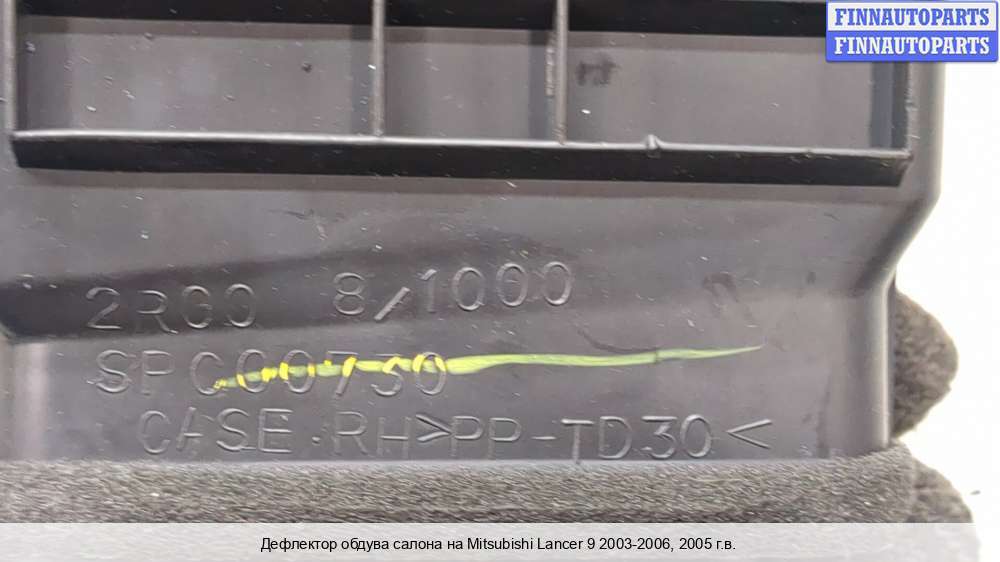 FINNAUTOPARTS
FINNAUTOPARTS
2RG0 8/1000
SPC00730
CASE.RH>PP-TD30<
Дефлектор обдува салона на Mitsubishi Lancer 9 2003-2006, 2005 г.в.